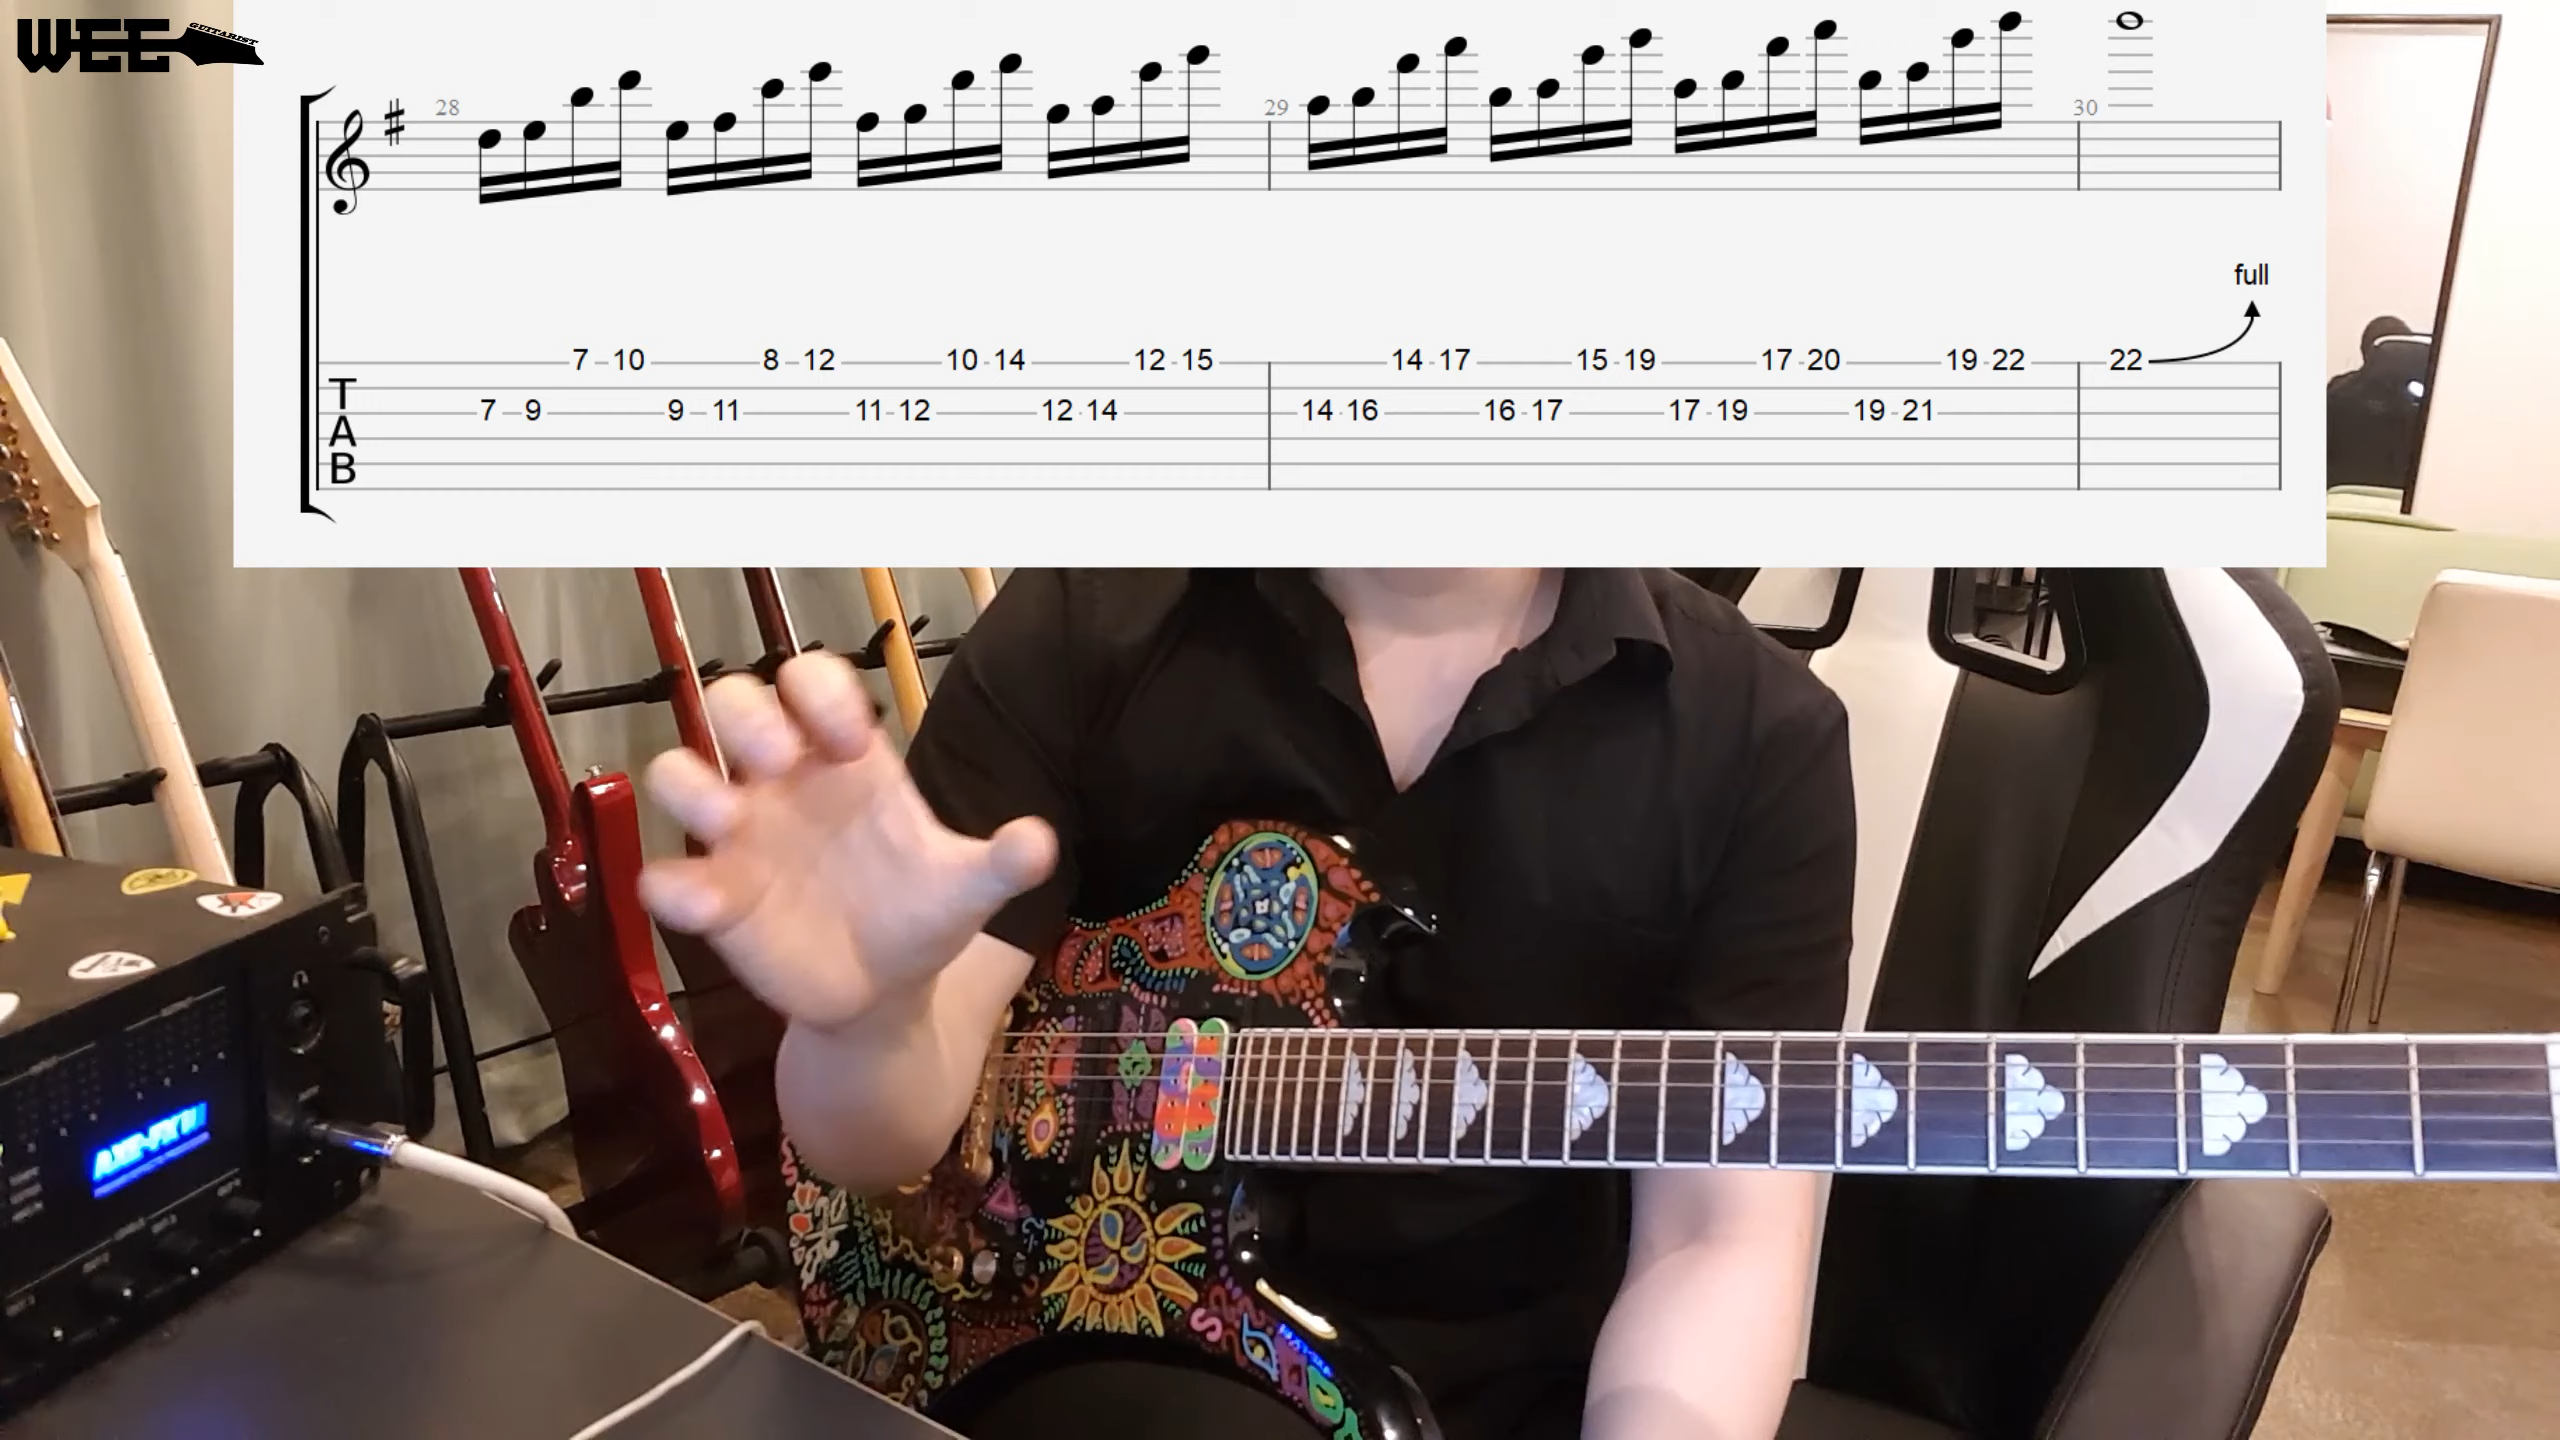 WEE GUITARIST
28 29 30
full
7 10 8 12 10 14 12 15 14 17 15 19 17 20 19 22 22
7 9 9 11 11 12 12 14 14 16 16 17 17 19 19 21
T
A
B
AXE-FX II